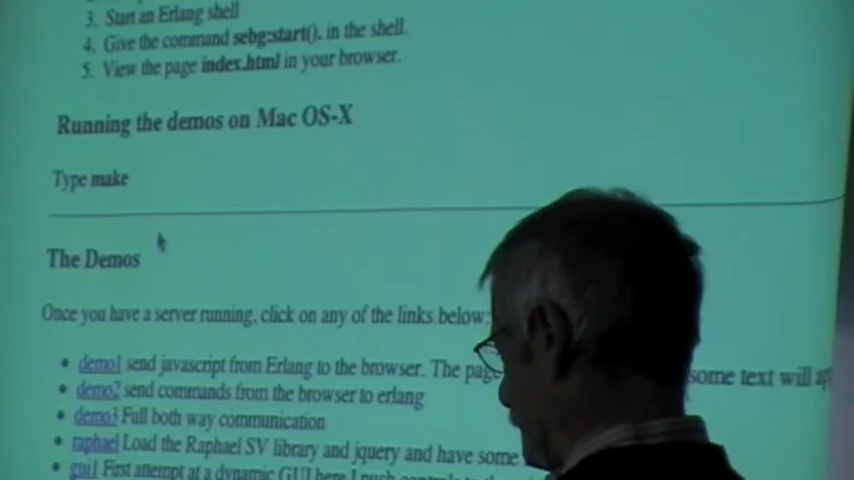 3. Start an Erlang shell
4. Give the command sebg:start(). in the shell.
5. View the page index.html in your browser.
Running the demos on Mac OS-X
Type make
The Demos
Once you have a server running, click on any of the links below:
• demo1 send javascript from Erlang to the browser. The page some text will
• demo2 send commands from the browser to erlang
• demo3 Full both way communication
• raphael Load the Raphael SV library and jquery and have some
• gui1 First attempt at a dynamic GUI here I push controls to the